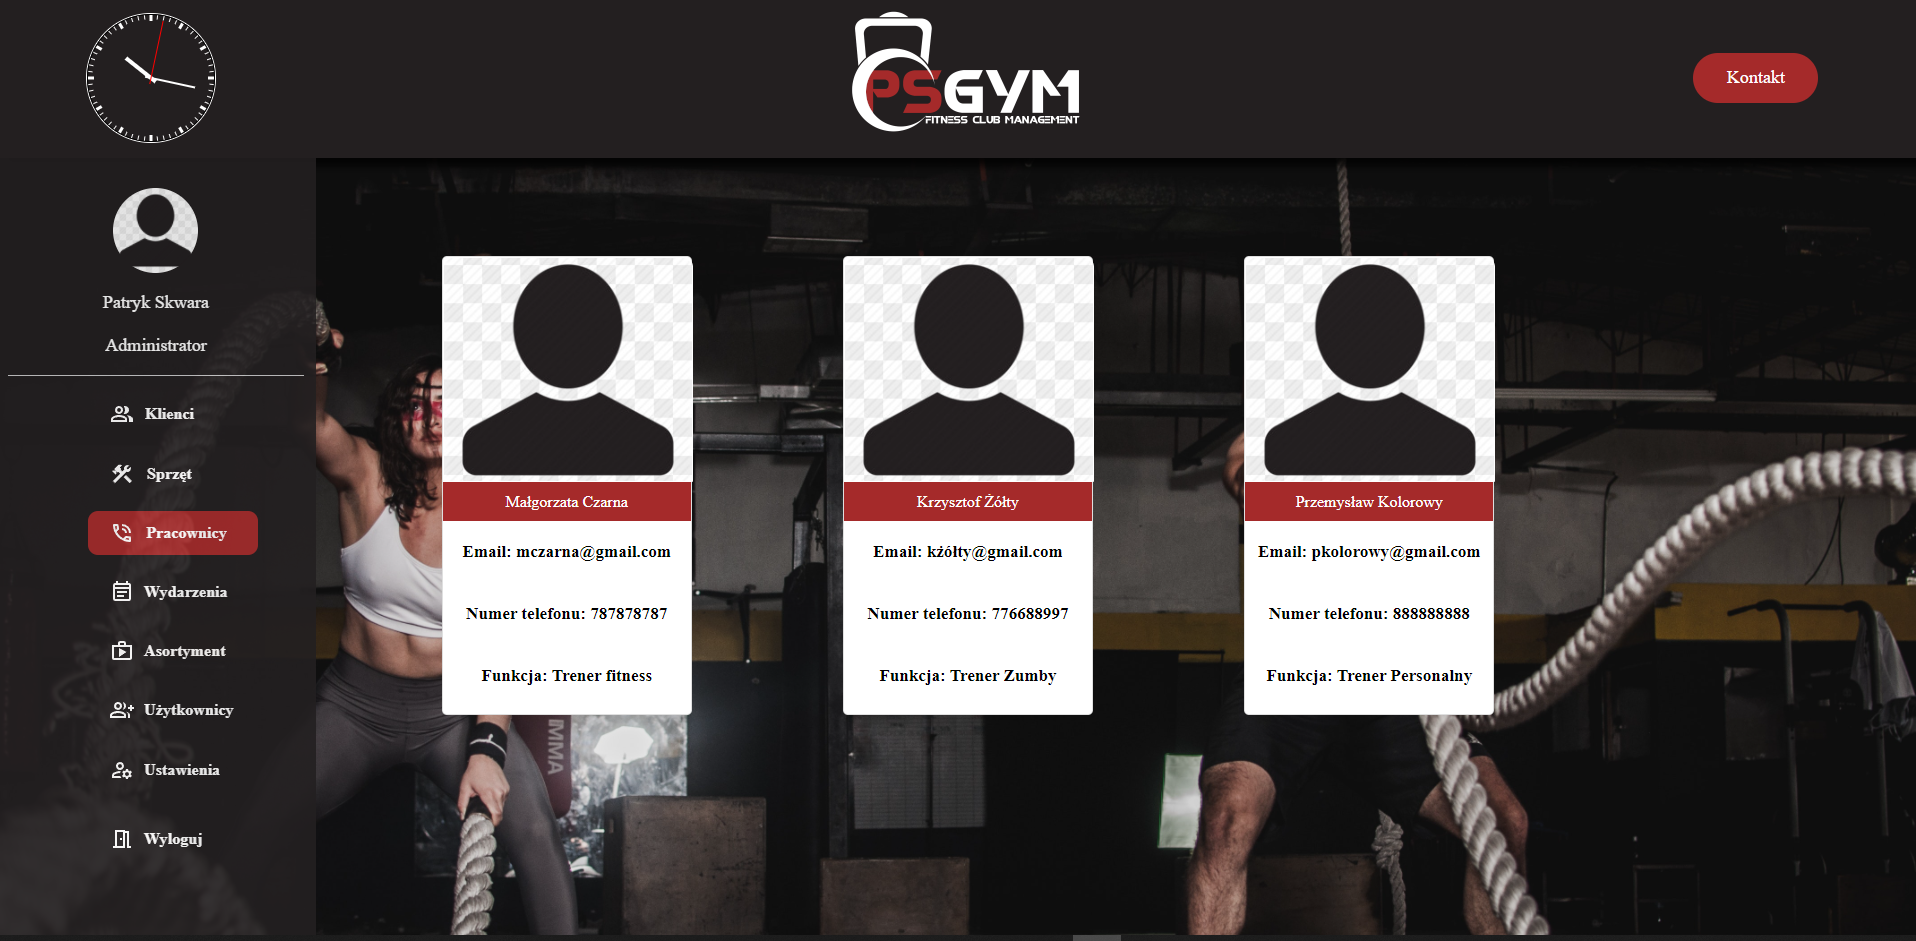 PSGYM
FITNESS CLUB MANAGEMENT
Kontakt
Patryk Skwara
Administrator
Klienci
Sprzęt
Pracownicy
Wydarzenia
Asortyment
Użytkownicy
Ustawienia
Wyloguj
Małgorzata Czarna
Email: mczarna@gmail.com
Numer telefonu: 787878787
Funkcja: Trener fitness
Krzysztof Żółty
Email: kżółty@gmail.com
Numer telefonu: 776688997
Funkcja: Trener Zumby
Przemysław Kolorowy
Email: pkolorowy@gmail.com
Numer telefonu: 888888888
Funkcja: Trener Personalny
MMA